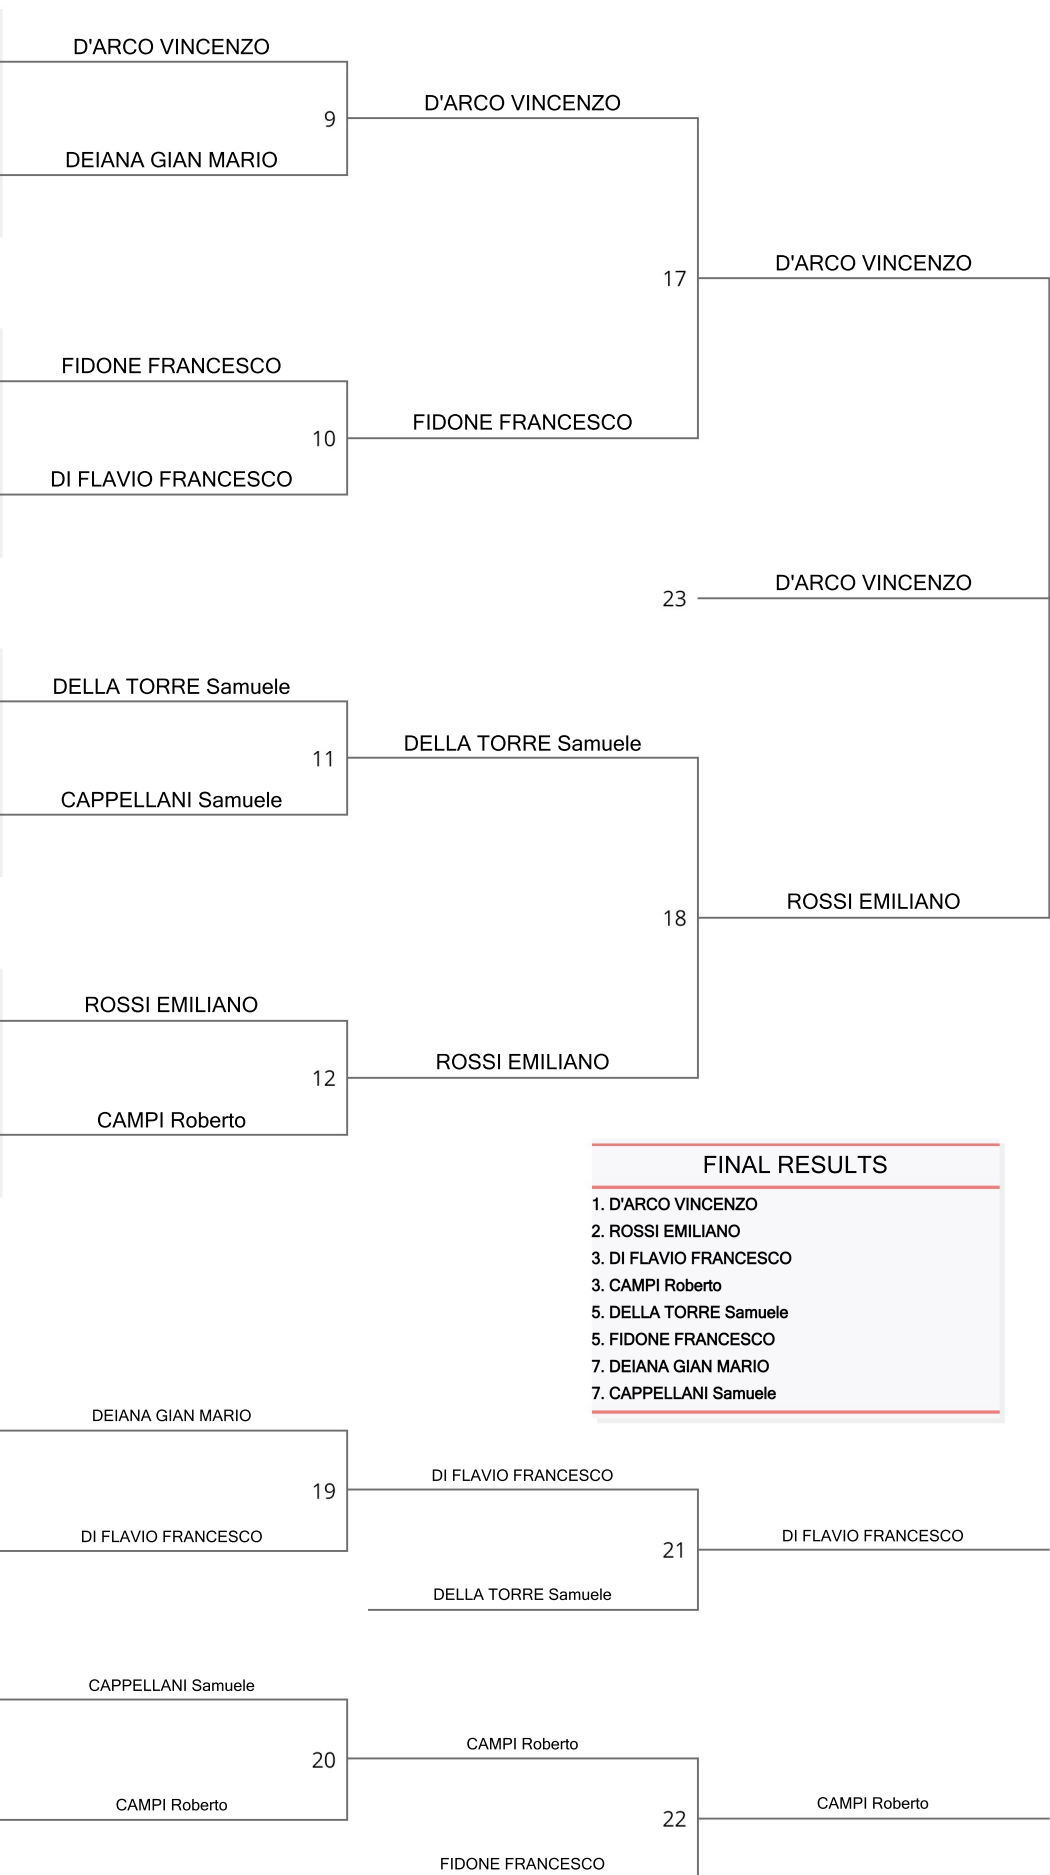 D'ARCO VINCENZO
D'ARCO VINCENZO
9
DEIANA GIAN MARIO
D'ARCO VINCENZO
17
FIDONE FRANCESCO
FIDONE FRANCESCO
10
DI FLAVIO FRANCESCO
D'ARCO VINCENZO
23
DELLA TORRE Samuele
DELLA TORRE Samuele
11
CAPPELLANI Samuele
ROSSI EMILIANO
18
ROSSI EMILIANO
ROSSI EMILIANO
12
CAMPI Roberto
FINAL RESULTS
1. D'ARCO VINCENZO
2. ROSSI EMILIANO
3. DI FLAVIO FRANCESCO
3. CAMPI Roberto
5. DELLA TORRE Samuele
5. FIDONE FRANCESCO
7. DEIANA GIAN MARIO
7. CAPPELLANI Samuele
DEIANA GIAN MARIO
DI FLAVIO FRANCESCO
19
DI FLAVIO FRANCESCO
DI FLAVIO FRANCESCO
21
DELLA TORRE Samuele
CAPPELLANI Samuele
CAMPI Roberto
20
CAMPI Roberto
CAMPI Roberto
22
FIDONE FRANCESCO